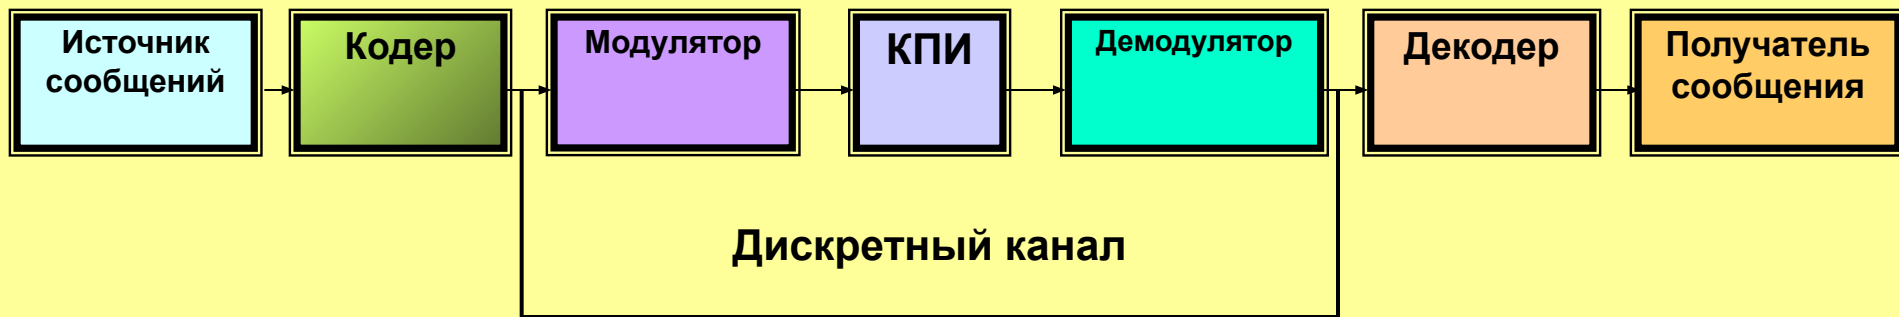 Источник
сообщений
Кодер
Модулятор
КПИ
Демодулятор
Декодер
Получатель
сообщения
Дискретный канал